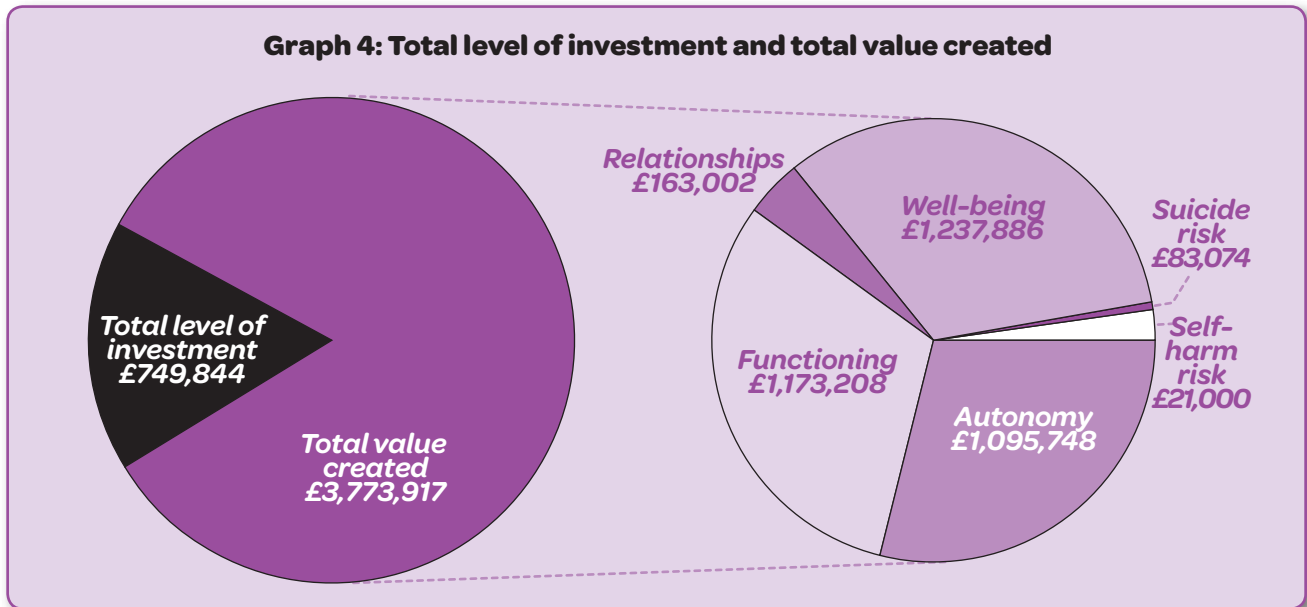 Graph 4: Total level of investment and total value created
Total level of
investment
£749,844
Total value
created
£3,773,917
Relationships
£163,002
Well-being
£1,237,886
Suicide
risk
£83,074
Self-
harm
risk
£21,000
Functioning
£1,173,208
Autonomy
£1,095,748